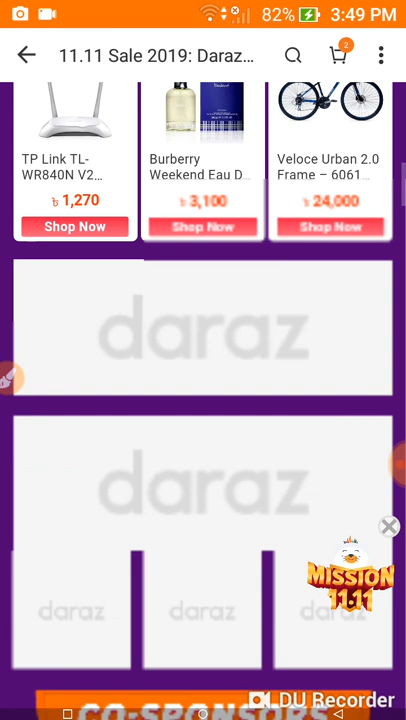 82% 3:49 PM
11.11 Sale 2019: Daraz...
2
TP Link TL-
WR840N V2...
৳ 1,270
Shop Now
Burberry
Weekend Eau D...
৳ 3,100
Shop Now
Veloce Urban 2.0
Frame – 6061...
৳ 24,000
Shop Now
daraz
daraz
daraz
daraz
daraz
MISSION
11.11
CO-SPONSORS
DU Recorder